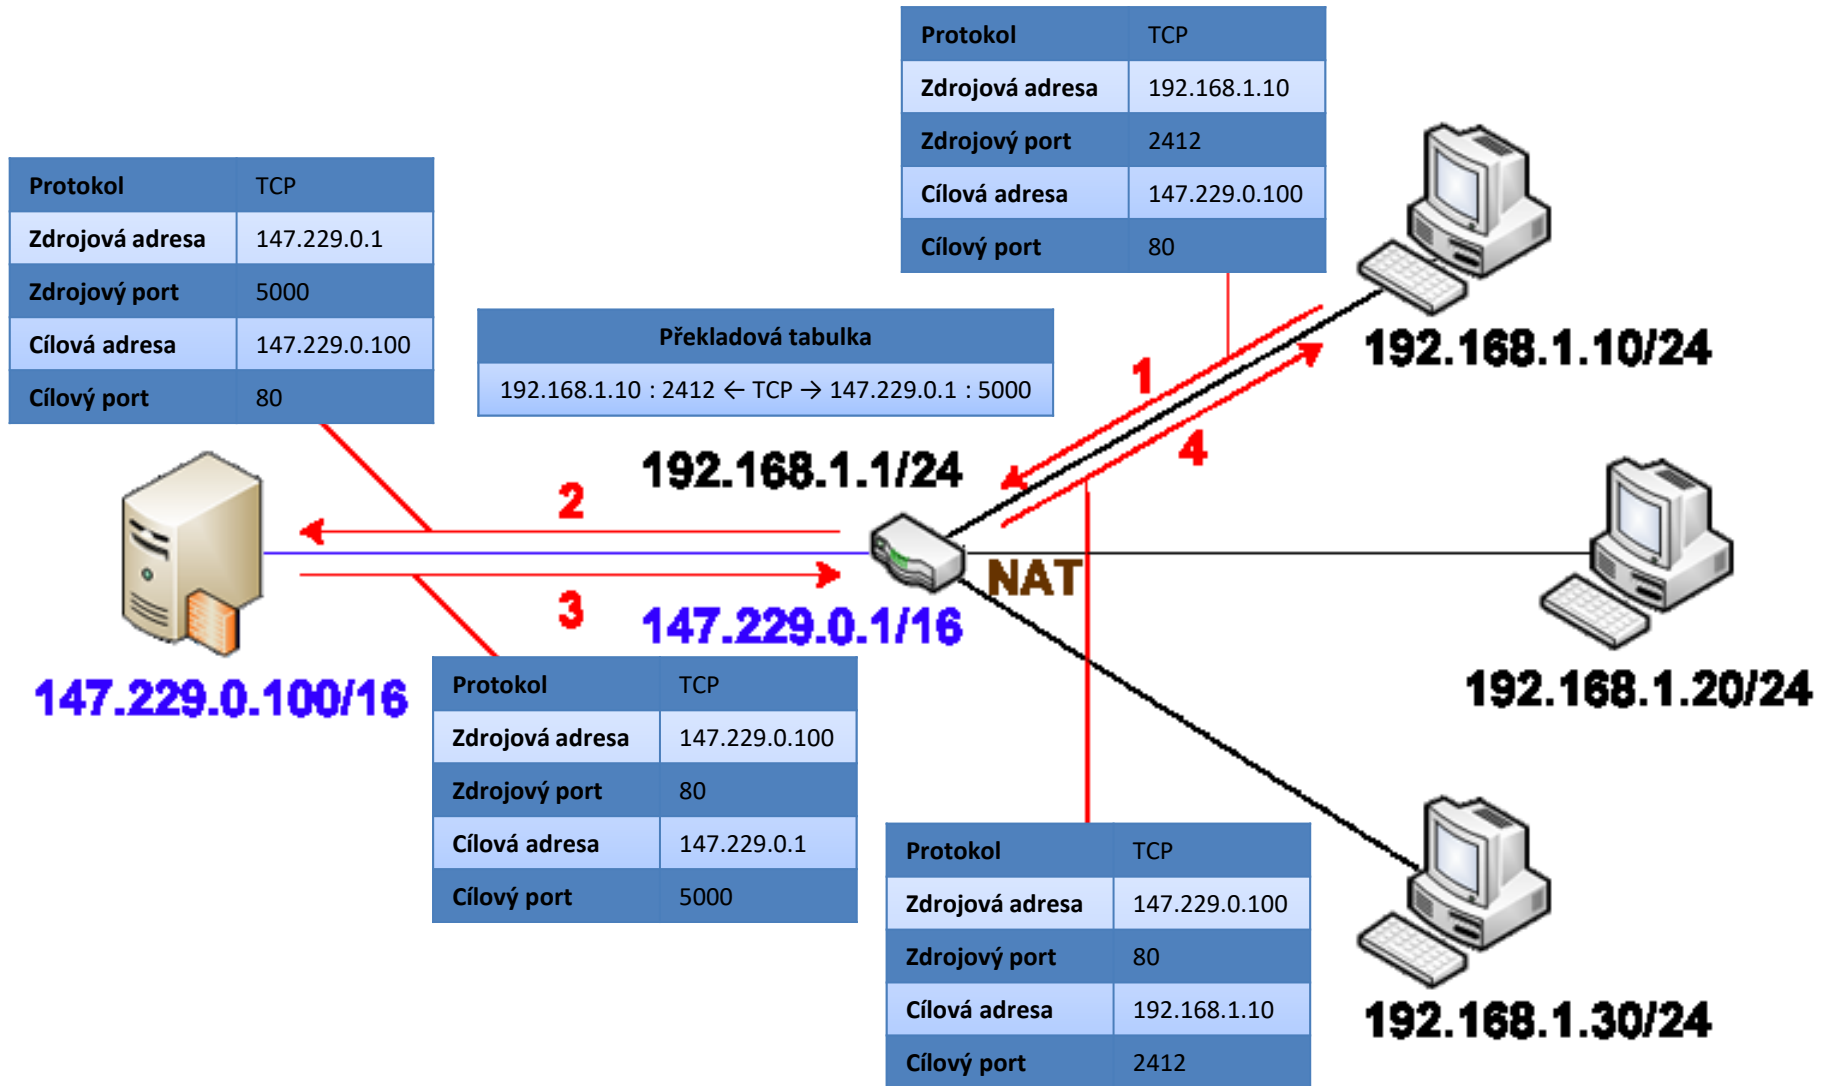 Protokol TCP
Zdrojová adresa 192.168.1.10
Zdrojový port 2412
Cílová adresa 147.229.0.100
Cílový port 80
Protokol TCP
Zdrojová adresa 147.229.0.1
Zdrojový port 5000
Cílová adresa 147.229.0.100
Cílový port 80
Překladová tabulka
192.168.1.10 : 2412 ← TCP → 147.229.0.1 : 5000
192.168.1.10/24
1
4
192.168.1.1/24
2
NAT
3
147.229.0.1/16
147.229.0.100/16
192.168.1.20/24
Protokol TCP
Zdrojová adresa 147.229.0.100
Zdrojový port 80
Cílová adresa 147.229.0.1
Cílový port 5000
Protokol TCP
Zdrojová adresa 147.229.0.100
Zdrojový port 80
Cílová adresa 192.168.1.10
Cílový port 2412
192.168.1.30/24